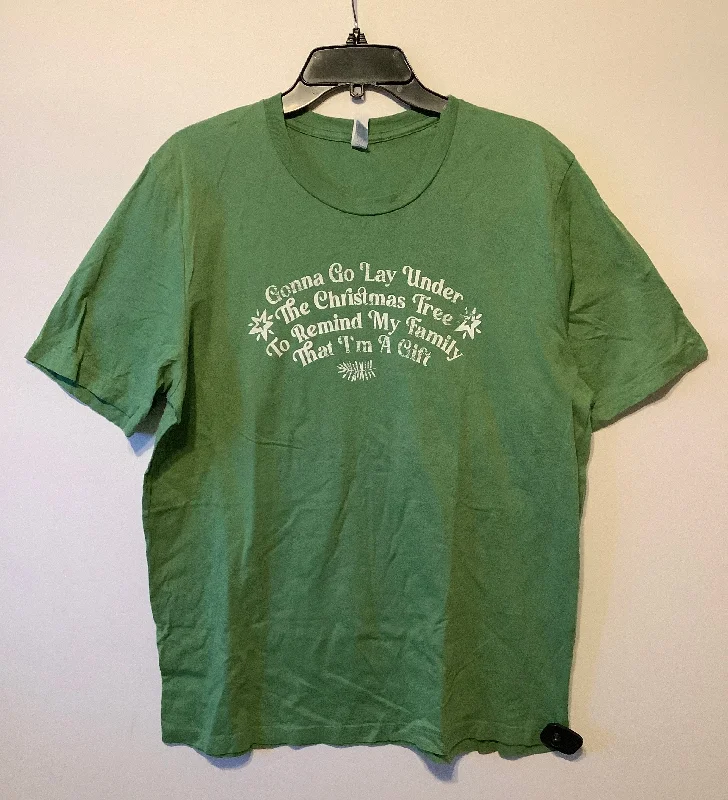 Gonna Go Lay Under
The Christmas Tree
To Remind My Family
That I'm A Gift